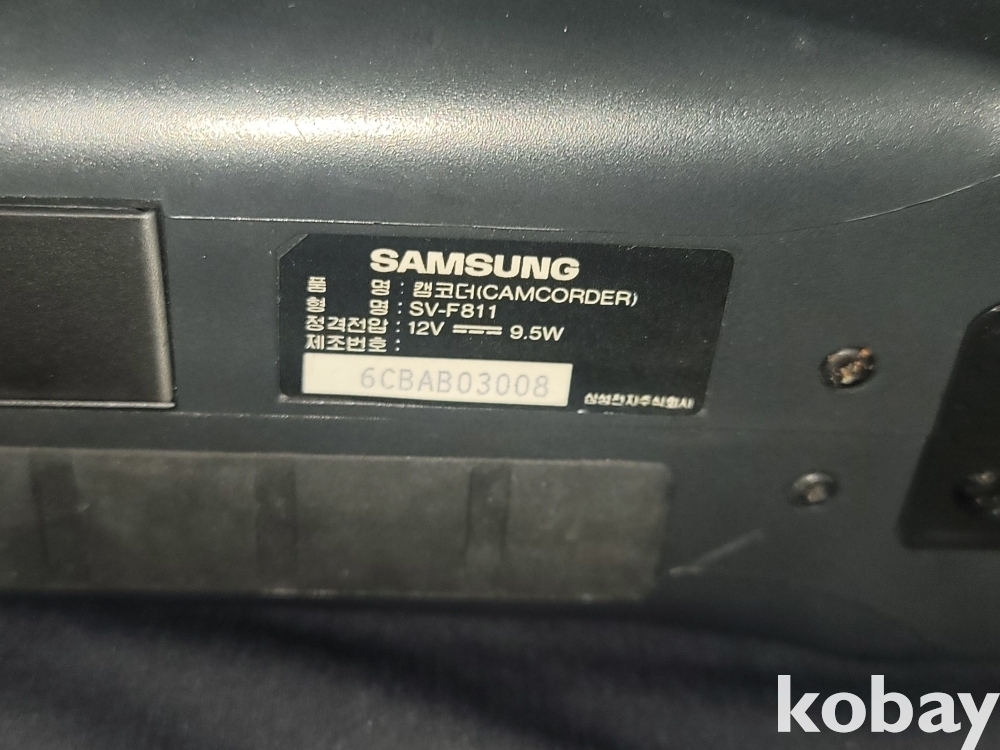 SAMSUNG
품 명 : 캠코더(CAMCORDER)
형 명 : SV-F811
정격전압 : 12V ⎓ 9.5W
제조번호 :
6CBAB03008
삼성전자주식회사
kobay